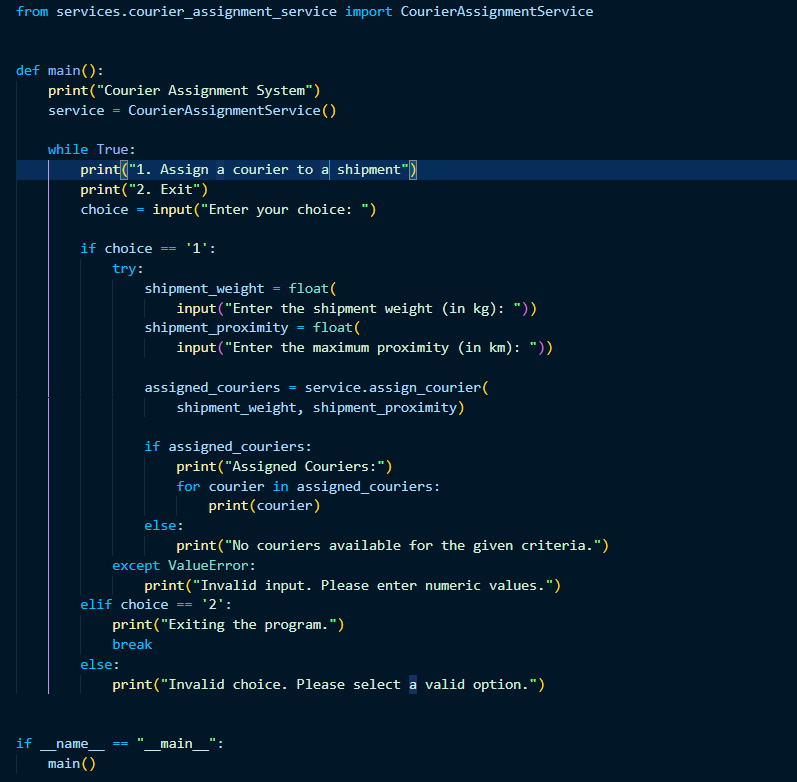 from services.courier_assignment_service import CourierAssignmentService
def main():
    print("Courier Assignment System")
    service = CourierAssignmentService()
    while True:
        print("1. Assign a courier to a shipment")
        print("2. Exit")
        choice = input("Enter your choice: ")
        if choice == '1':
            try:
                shipment_weight = float(
                    input("Enter the shipment weight (in kg): "))
                shipment_proximity = float(
                    input("Enter the maximum proximity (in km): "))
                assigned_couriers = service.assign_courier(
                    shipment_weight, shipment_proximity)
                if assigned_couriers:
                    print("Assigned Couriers:")
                    for courier in assigned_couriers:
                        print(courier)
                else:
                    print("No couriers available for the given criteria.")
            except ValueError:
                print("Invalid input. Please enter numeric values.")
        elif choice == '2':
            print("Exiting the program.")
            break
        else:
            print("Invalid choice. Please select a valid option.")
if __name__ == "__main__":
    main()